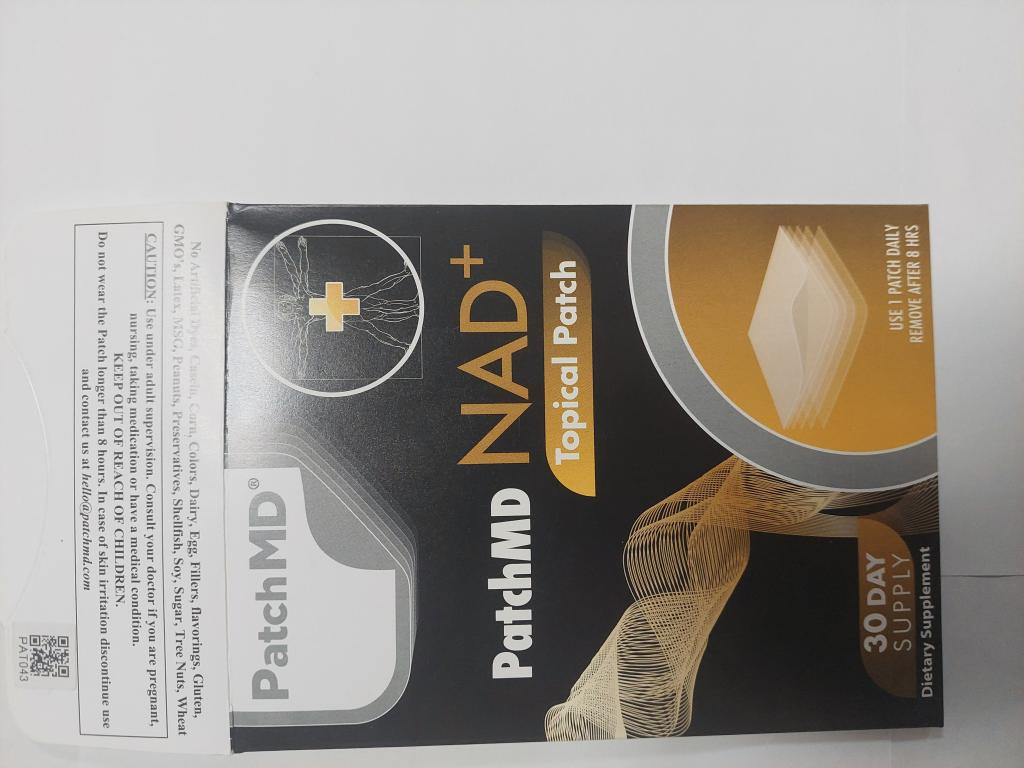 No Artificial Dyes, Casein, Corn, Colors, Dairy, Egg, Fillers, flavorings, Gluten,
GMO's, Latex, MSG, Peanuts, Preservatives, Shellfish, Soy, Sugar, Tree Nuts, Wheat
CAUTION: Use under adult supervision. Consult your doctor if you are pregnant,
nursing, taking medication or have a medical condition.
KEEP OUT OF REACH OF CHILDREN.
Do not wear the Patch longer than 8 hours. In case of skin irritation discontinue use
and contact us at hello@patchmd.com
PAT043
PatchMD®
PatchMD NAD+
Topical Patch
USE 1 PATCH DAILY
REMOVE AFTER 8 HRS
30 DAY
SUPPLY
Dietary Supplement